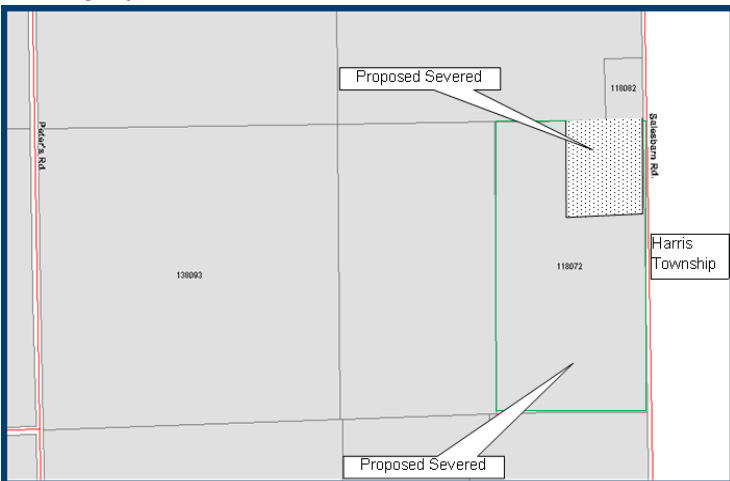 Proposed Severed
118082
Peter's Rd.
Salesbarn Rd.
Harris
Township
118072
138093
Proposed Severed